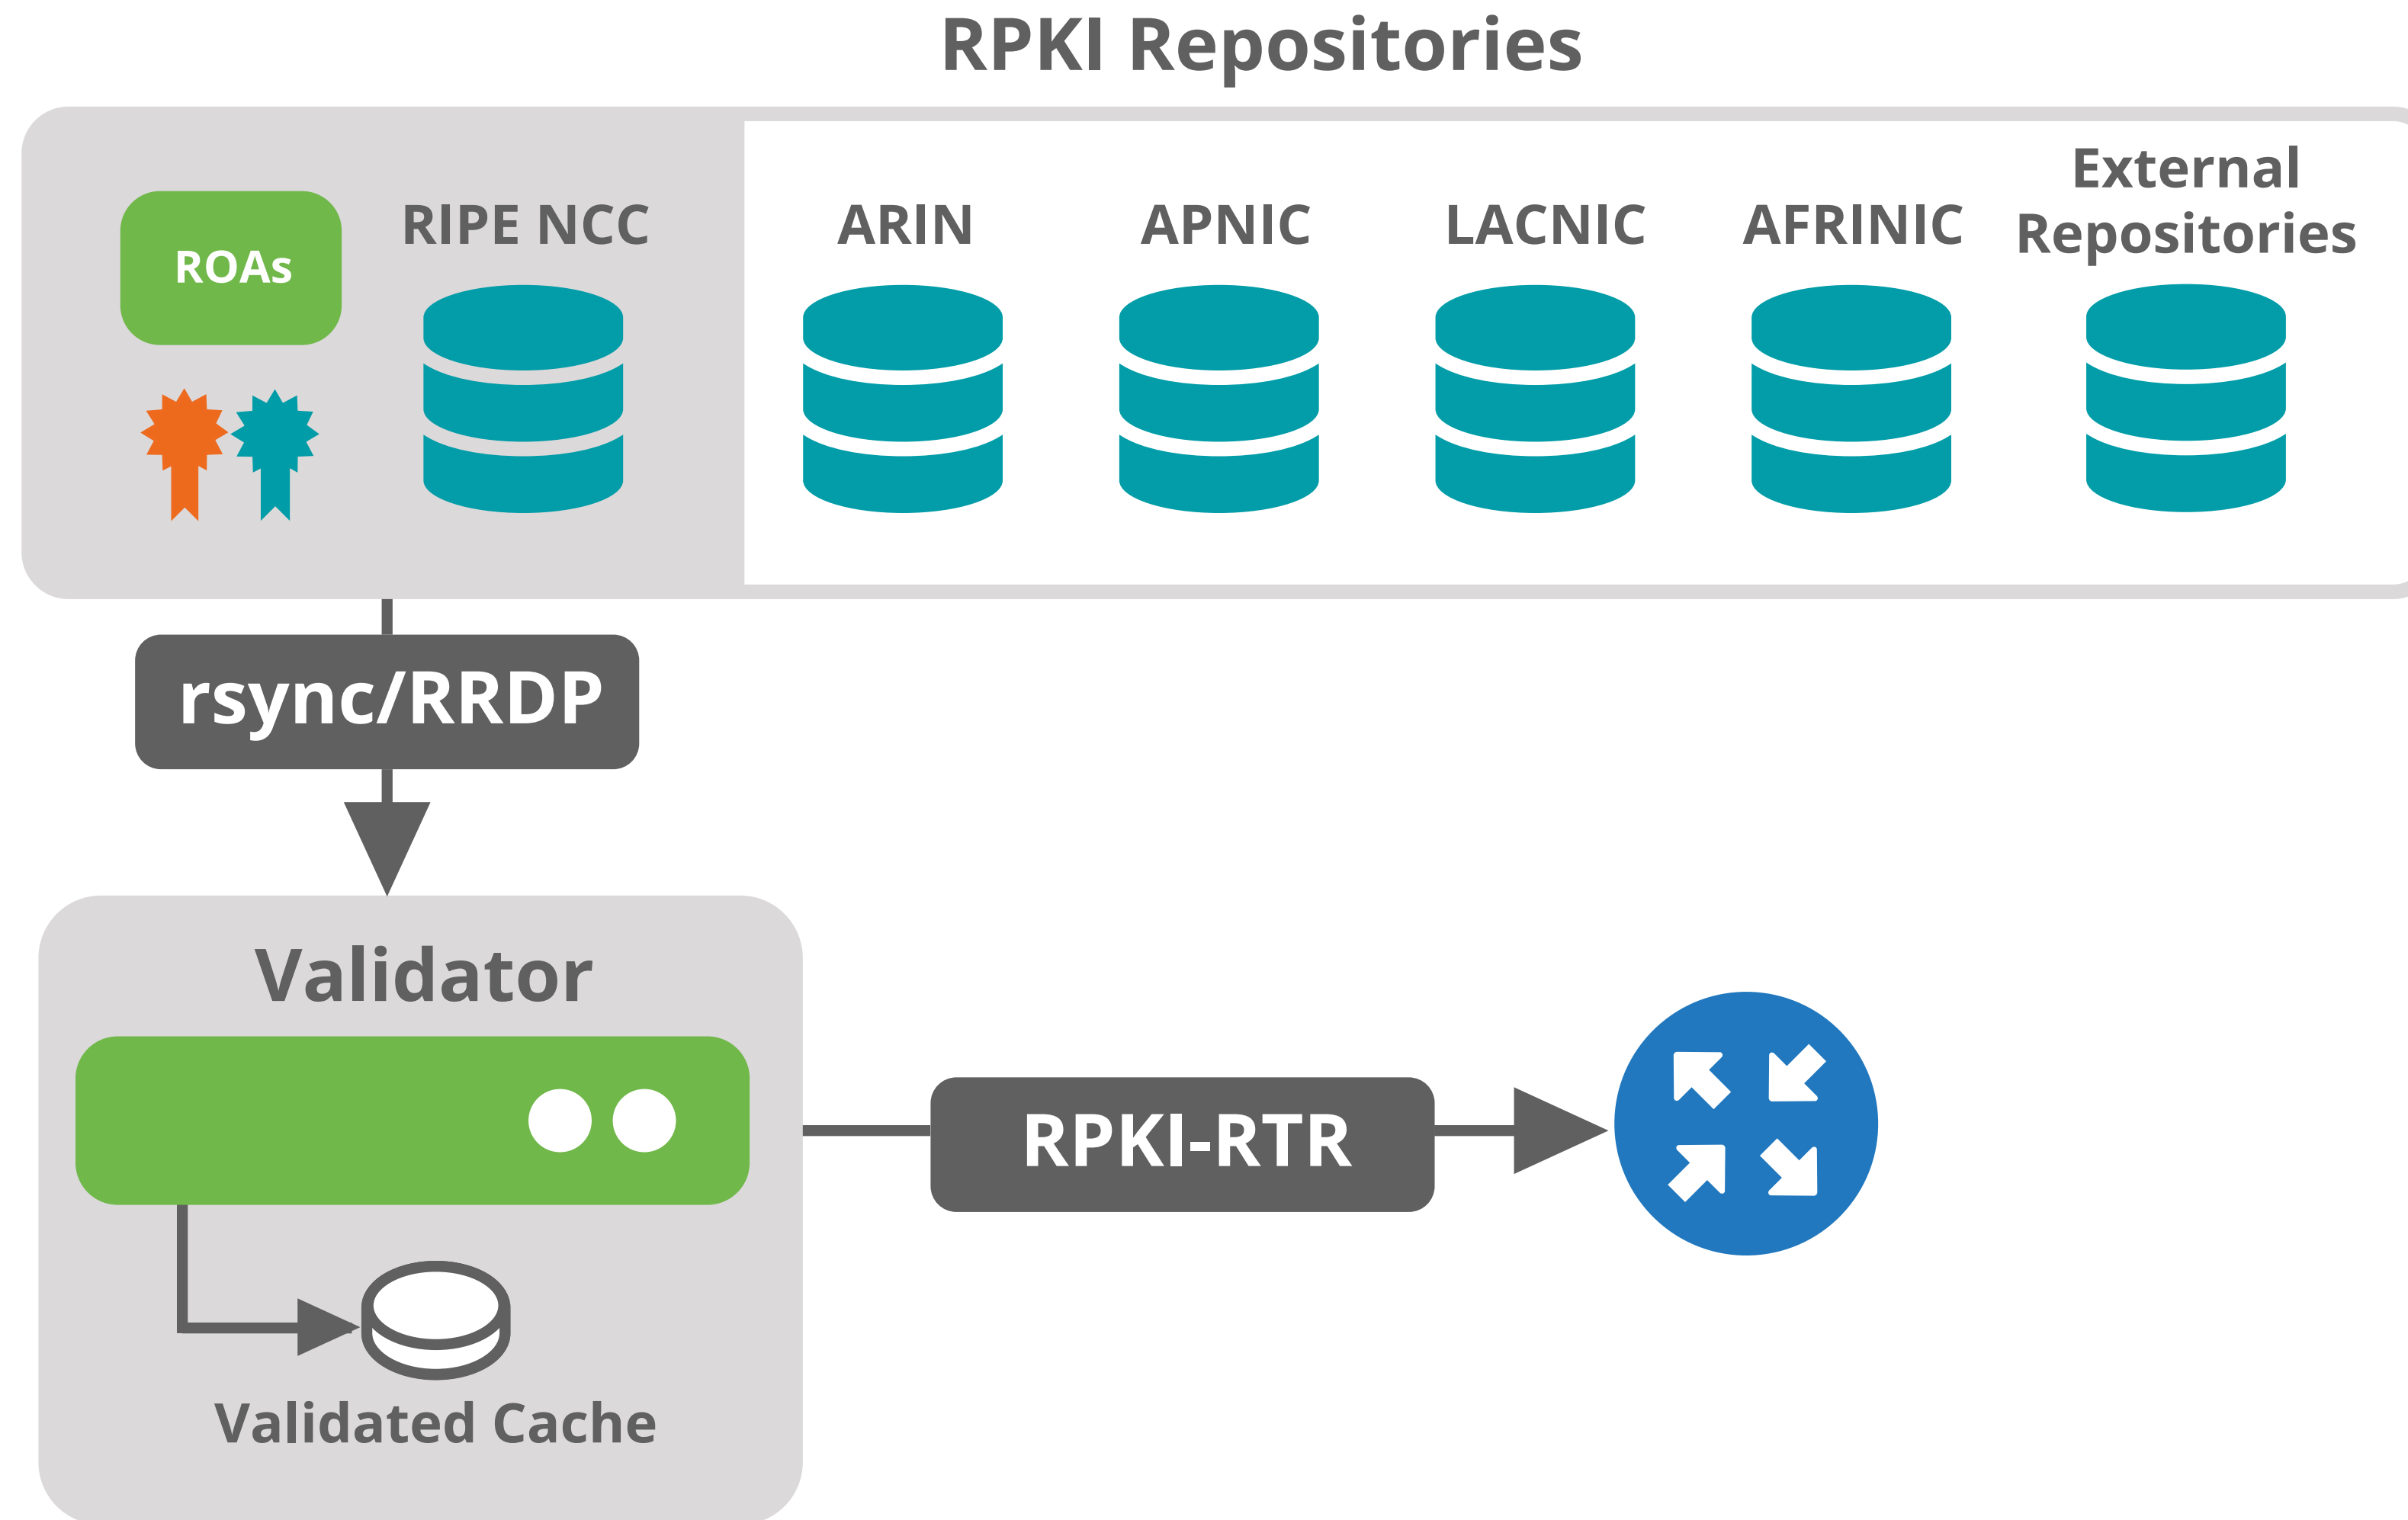 RPKI Repositories
ROAs
RIPE NCC
ARIN
APNIC
LACNIC
AFRINIC
External
Repositories
rsync/RRDP
Validator
RPKI-RTR
Validated Cache